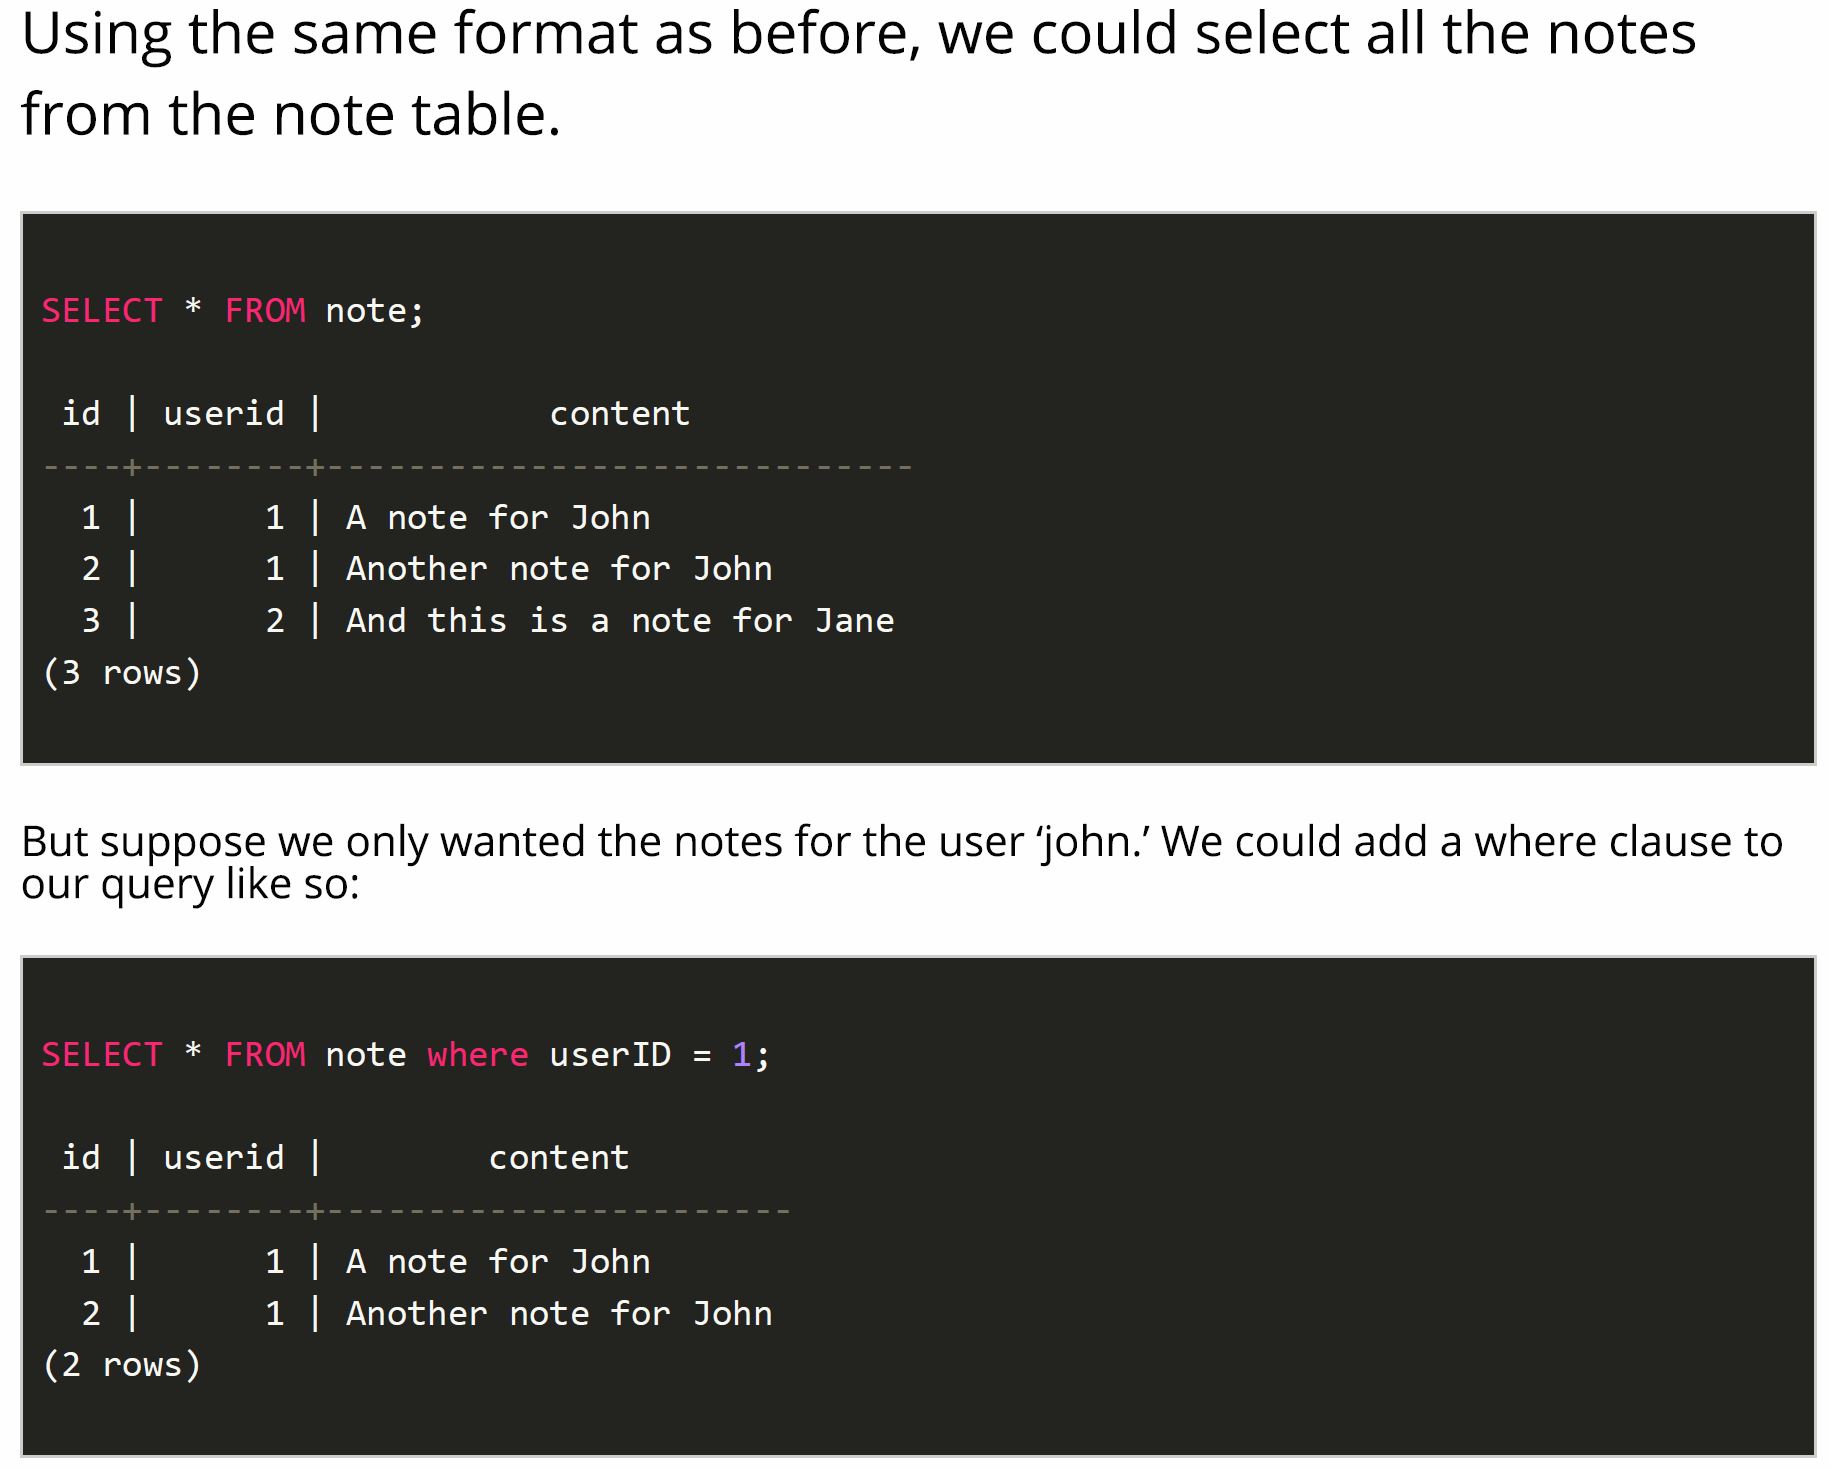 Using the same format as before, we could select all the notes
from the note table.
SELECT * FROM note;
 id | userid |           content
----+--------+-----------------------------
  1 |      1 | A note for John
  2 |      1 | Another note for John
  3 |      2 | And this is a note for Jane
(3 rows)
But suppose we only wanted the notes for the user ‘john.’ We could add a where clause to
our query like so:
SELECT * FROM note where userID = 1;
 id | userid |        content
----+--------+-----------------------
  1 |      1 | A note for John
  2 |      1 | Another note for John
(2 rows)